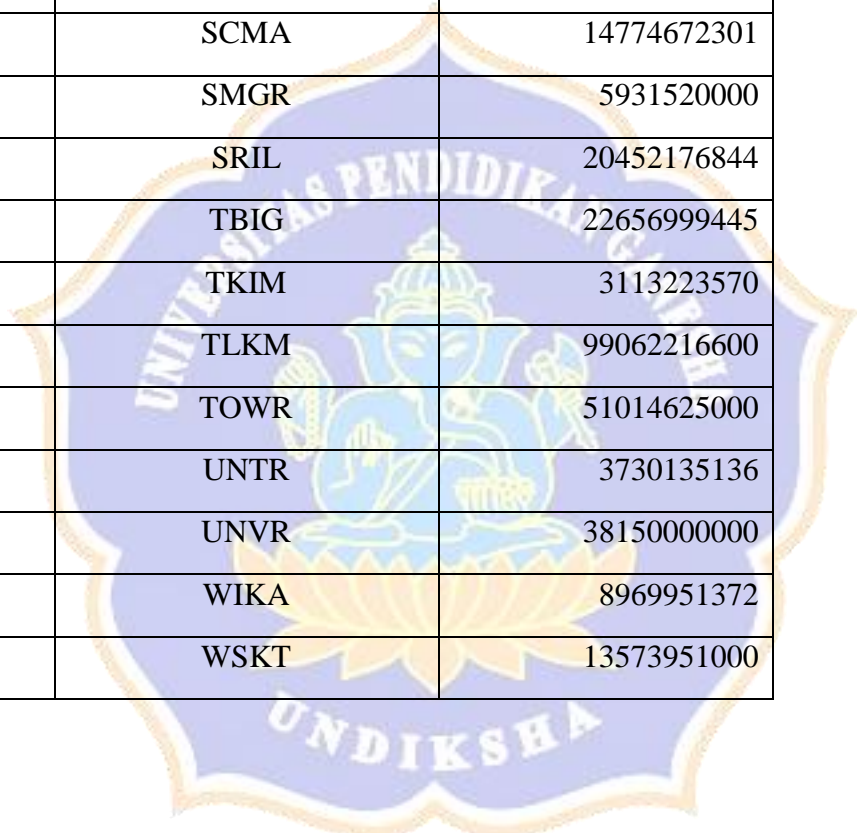 SCMA 14774672301
SMGR 5931520000
SRIL 20452176844
TBIG 22656999445
TKIM 3113223570
TLKM 99062216600
TOWR 51014625000
UNTR 3730135136
UNVR 38150000000
WIKA 8969951372
WSKT 13573951000
UNIVERSITAS PENDIDIKAN GANESHA
UNDIKSHA